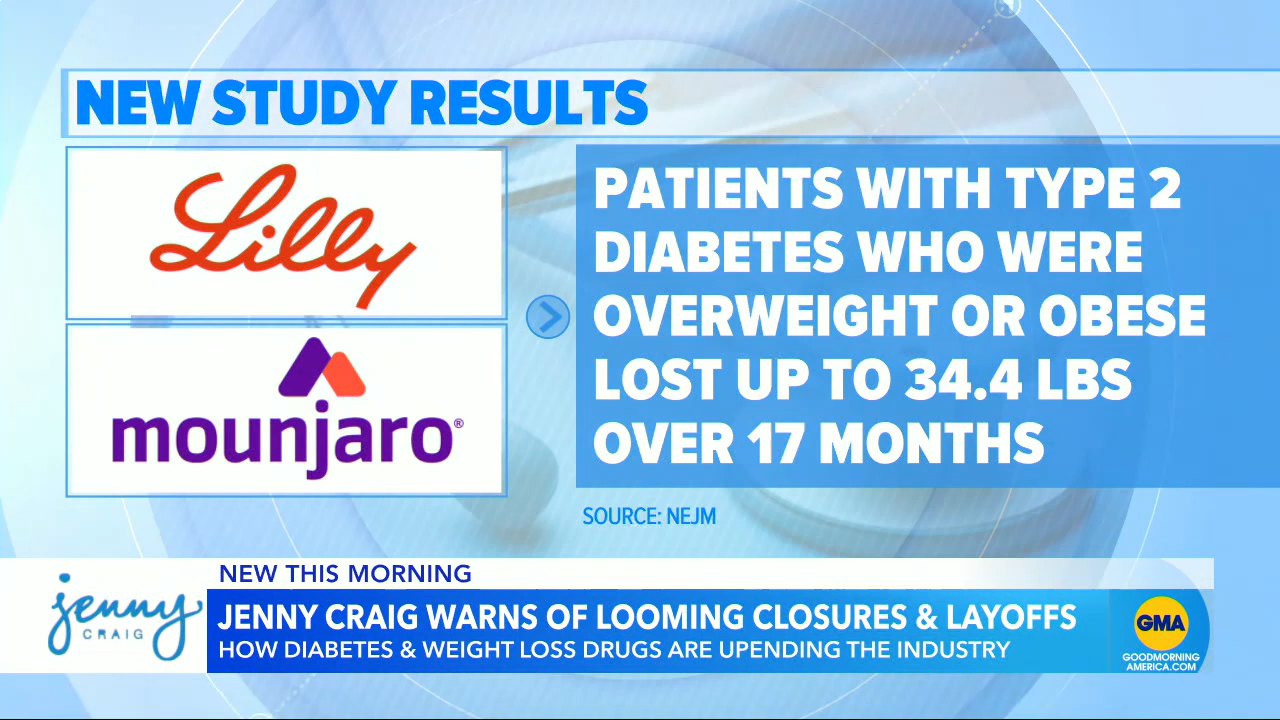 NEW STUDY RESULTS
Lilly
mounjaro®
PATIENTS WITH TYPE 2
DIABETES WHO WERE
OVERWEIGHT OR OBESE
LOST UP TO 34.4 LBS
OVER 17 MONTHS
SOURCE: NEJM
jenny
CRAIG
NEW THIS MORNING
JENNY CRAIG WARNS OF LOOMING CLOSURES & LAYOFFS
HOW DIABETES & WEIGHT LOSS DRUGS ARE UPENDING THE INDUSTRY
GMA
GOODMORNING
AMERICA.COM